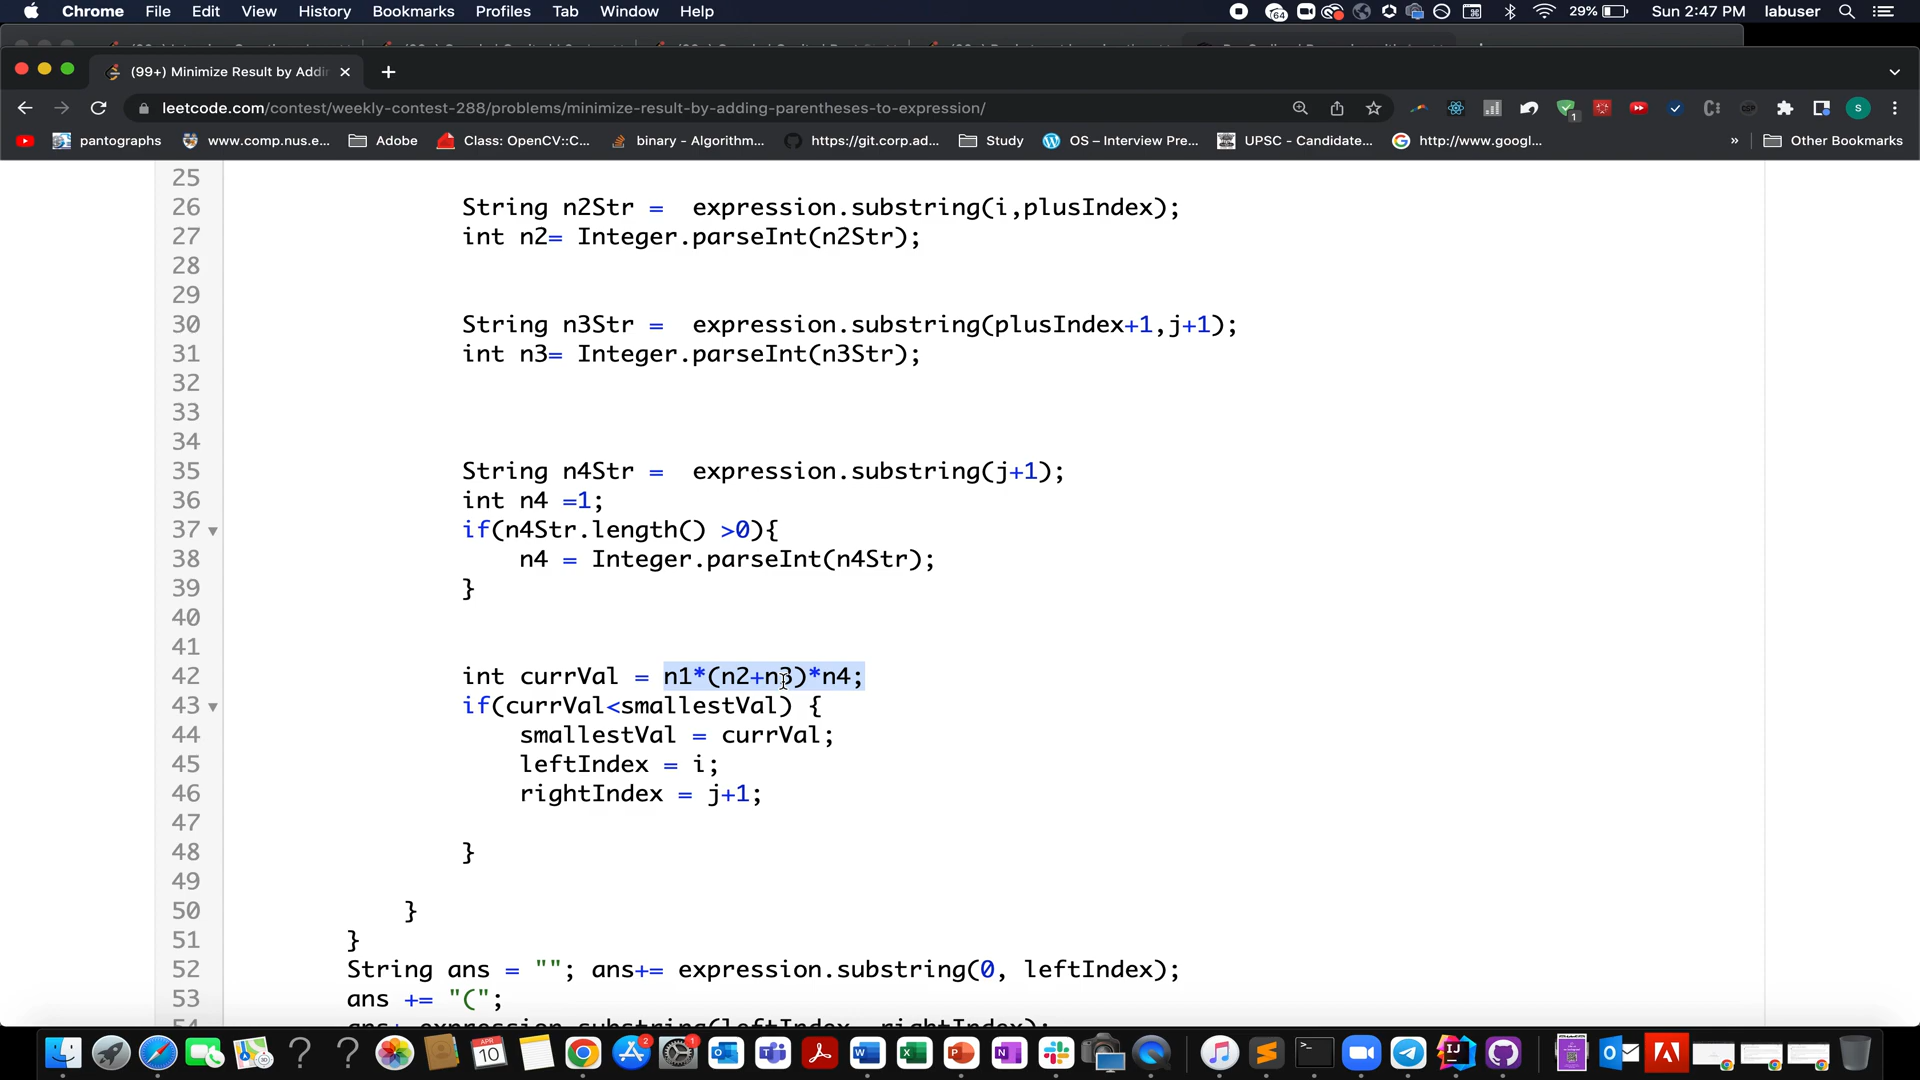 Chrome File Edit View History Bookmarks Profiles Tab Window Help 64 29% Sun 2:47 PM labuser
(99+) Minimize Result by Addi
leetcode.com/contest/weekly-contest-288/problems/minimize-result-by-adding-parentheses-to-expression/
pantographs www.comp.nus.e... Adobe Class: OpenCV::C... binary - Algorithm... https://git.corp.ad... Study OS – Interview Pre... UPSC - Candidate... http://www.googl... » Other Bookmarks
25
26 String n2Str = expression.substring(i,plusIndex);
27 int n2= Integer.parseInt(n2Str);
28
29
30 String n3Str = expression.substring(plusIndex+1,j+1);
31 int n3= Integer.parseInt(n3Str);
32
33
34
35 String n4Str = expression.substring(j+1);
36 int n4 =1;
37 if(n4Str.length() >0){
38 n4 = Integer.parseInt(n4Str);
39 }
40
41
42 int currVal = n1*(n2+n3)*n4;
43 if(currVal<smallestVal) {
44 smallestVal = currVal;
45 leftIndex = i;
46 rightIndex = j+1;
47
48 }
49
50 }
51 }
52 String ans = ""; ans+= expression.substring(0, leftIndex);
53 ans += "(";